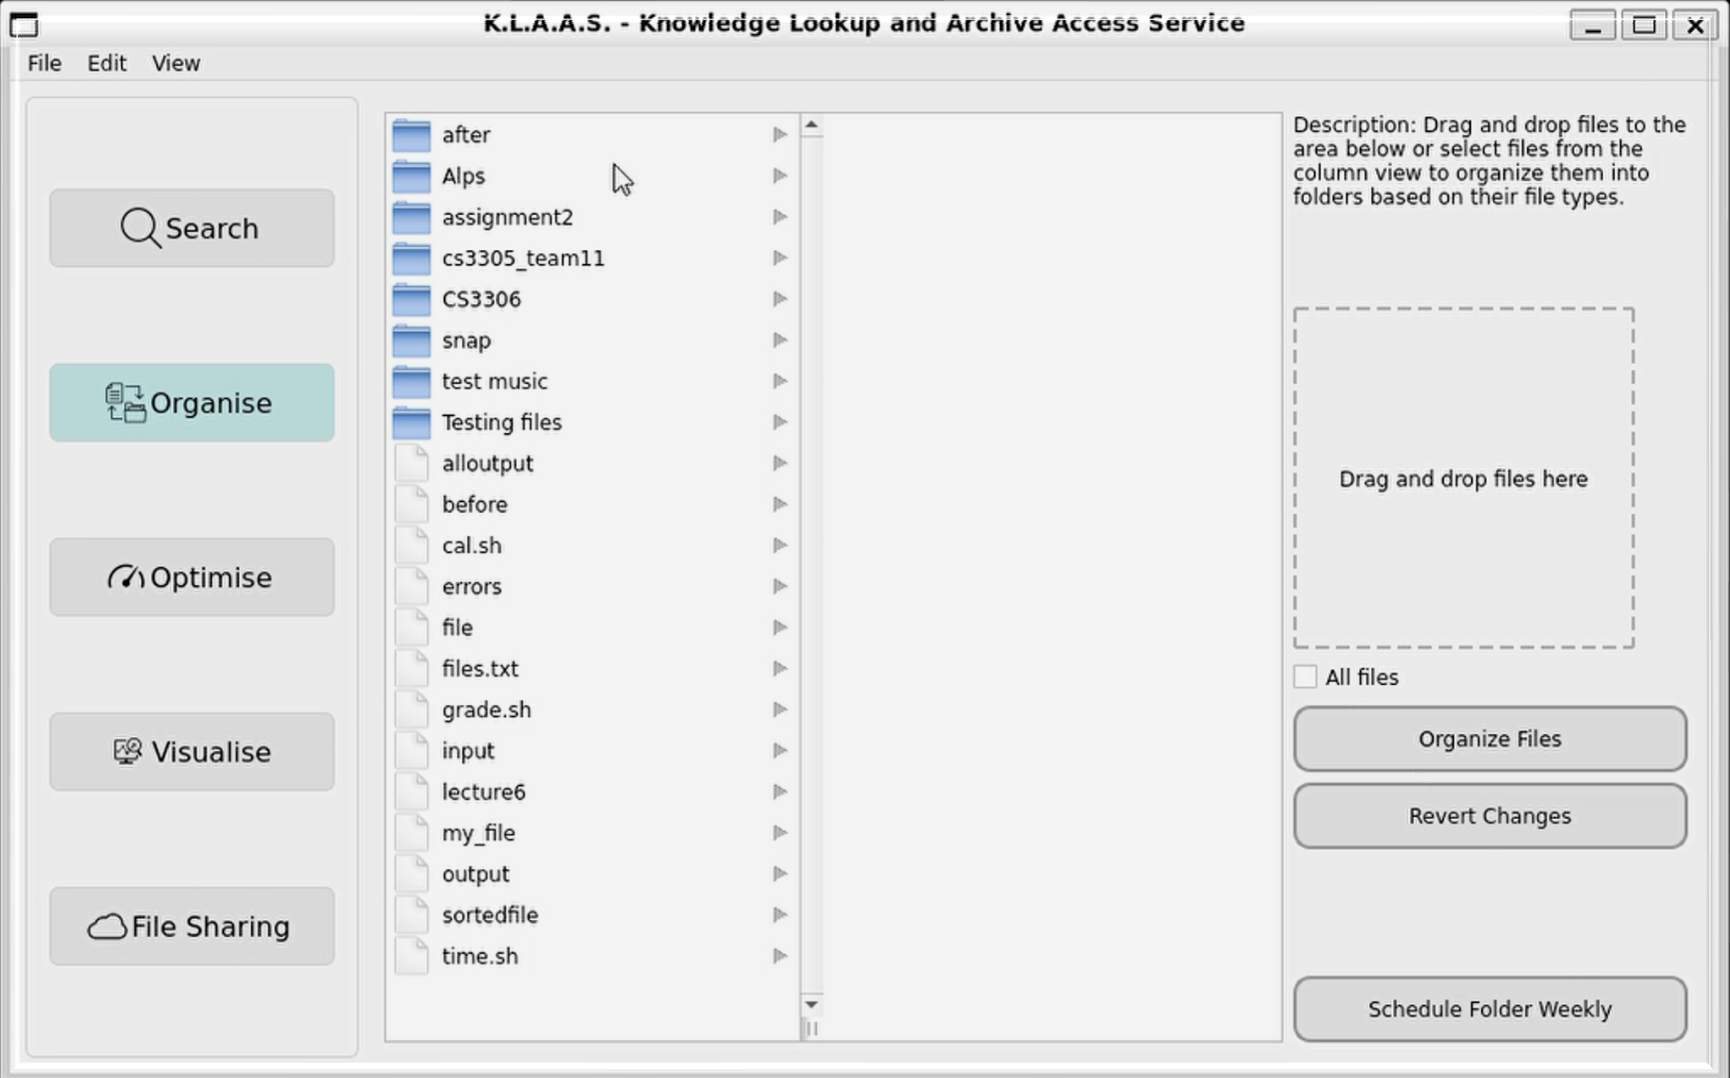 K.L.A.A.S. - Knowledge Lookup and Archive Access Service
File Edit View
Search
Organise
Optimise
Visualise
File Sharing
after
Alps
assignment2
cs3305_team11
CS3306
snap
test music
Testing files
alloutput
before
cal.sh
errors
file
files.txt
grade.sh
input
lecture6
my_file
output
sortedfile
time.sh
Description: Drag and drop files to the
area below or select files from the
column view to organize them into
folders based on their file types.
Drag and drop files here
All files
Organize Files
Revert Changes
Schedule Folder Weekly